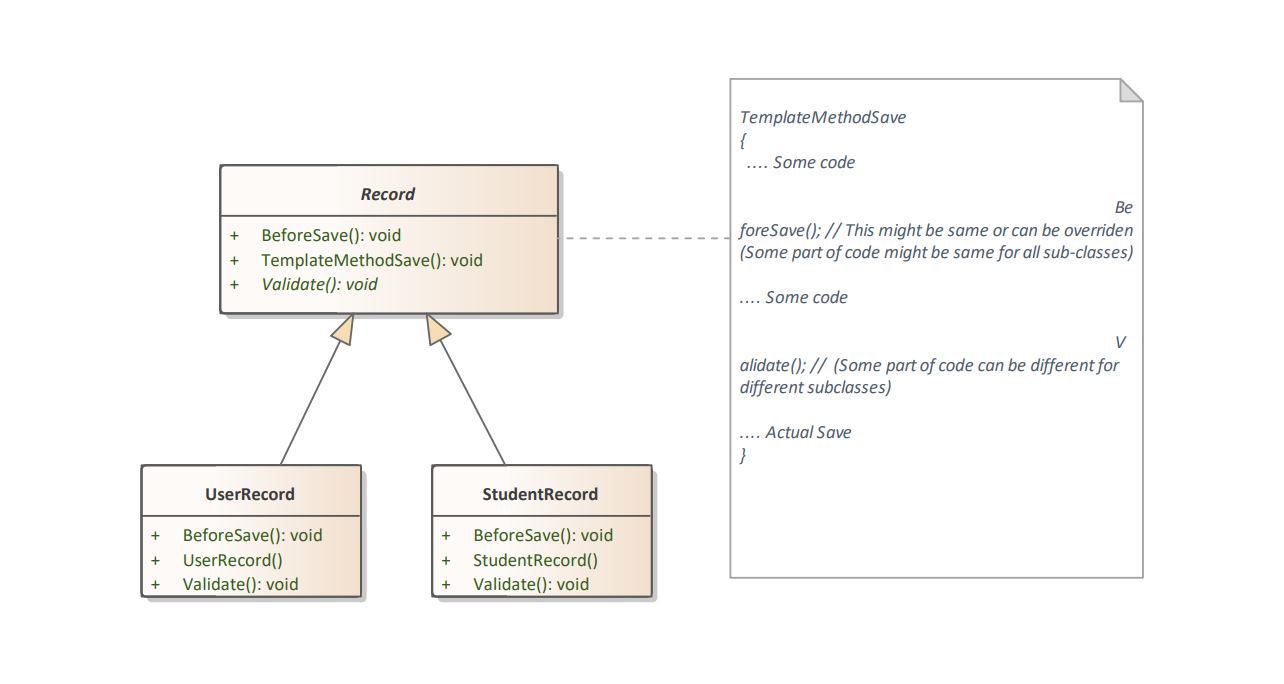 Record
+ BeforeSave(): void
+ TemplateMethodSave(): void
+ Validate(): void
UserRecord
+ BeforeSave(): void
+ UserRecord()
+ Validate(): void
StudentRecord
+ BeforeSave(): void
+ StudentRecord()
+ Validate(): void
TemplateMethodSave
{
.... Some code
Be
foreSave(); // This might be same or can be overriden
(Some part of code might be same for all sub-classes)
.... Some code
V
alidate(); // (Some part of code can be different for
different subclasses)
.... Actual Save
}